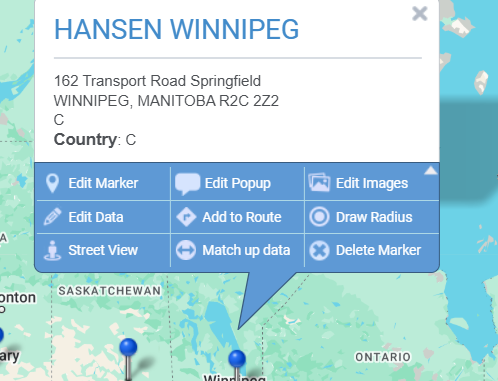 HANSEN WINNIPEG
162 Transport Road Springfield
WINNIPEG, MANITOBA R2C 2Z2
C
Country: C
Edit Marker Edit Popup Edit Images
Edit Data Add to Route Draw Radius
Street View Match up data Delete Marker
A
onton
SASKATCHEWAN
O
ary
ONTARIO
Winnipeg